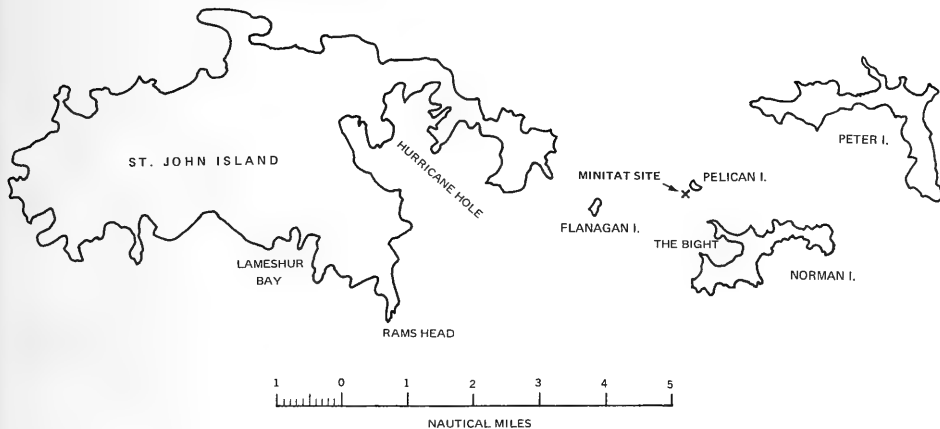 ST. JOHN ISLAND
HURRICANE HOLE
MINITAT SITE
PELICAN I.
PETER I.
FLANAGAN I.
THE BIGHT
NORMAN I.
LAMESHUR
BAY
RAMS HEAD
1 0 1 2 3 4 5
NAUTICAL MILES